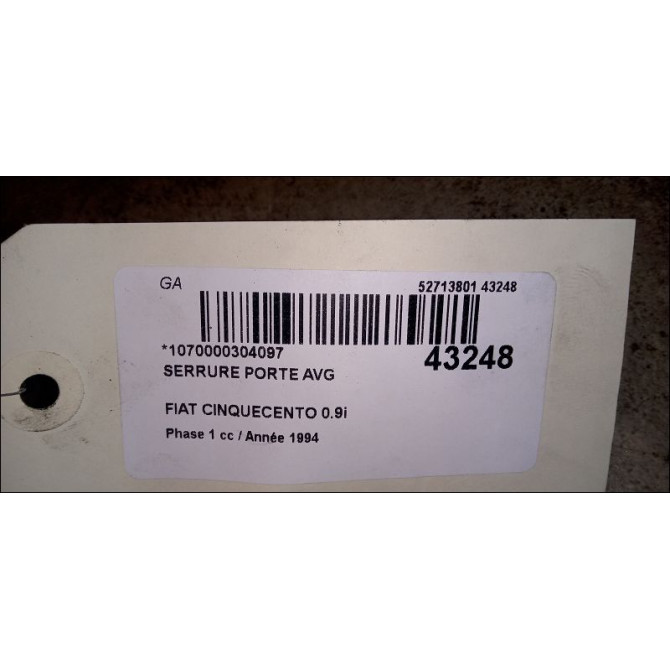 GA 52713801 43248
*1070000304097 43248
SERRURE PORTE AVG
FIAT CINQUECENTO 0.9i
Phase 1 cc / Année 1994